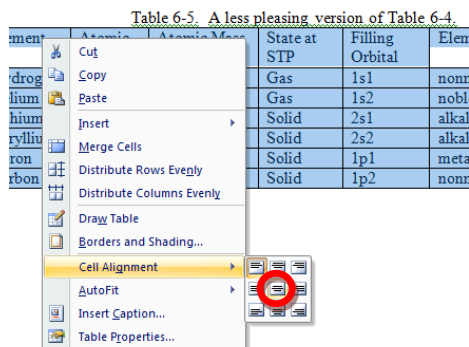 Table 6-5. A less pleasing version of Table 6-4.
State at Filling
STP Orbital
Gas 1s1
Gas 1s2
Solid 2s1
Solid 2s2
Solid 1p1
Solid 1p2
Cut
Copy
Paste
Insert
Merge Cells
Distribute Rows Evenly
Distribute Columns Evenly
Draw Table
Borders and Shading...
Cell Alignment
AutoFit
Insert Caption...
Table Properties...